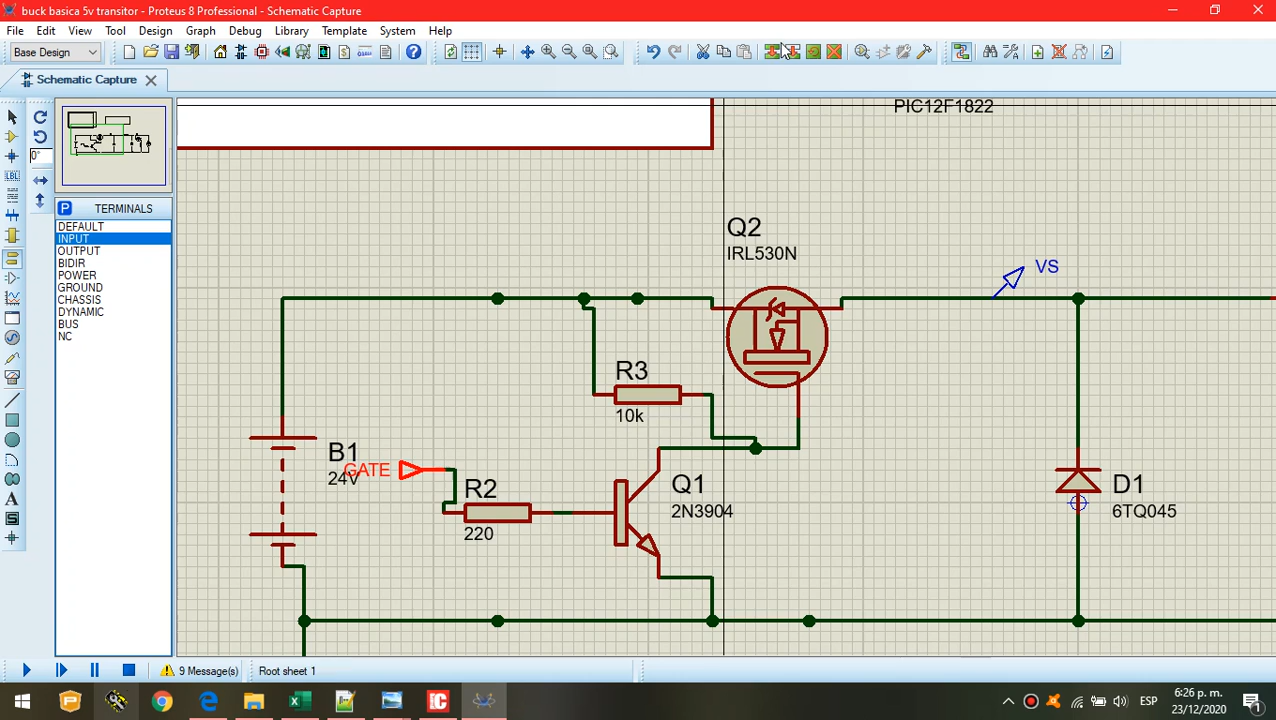 buck basica 5v transitor - Proteus 8 Professional - Schematic Capture
File Edit View Tool Design Graph Debug Library Template System Help
Base Design
Schematic Capture
0°
P TERMINALS
DEFAULT
INPUT
OUTPUT
BIDIR
POWER
GROUND
CHASSIS
DYNAMIC
BUS
NC
PIC12F1822
Q2
IRL530N
VS
R3
10k
B1
24V
GATE
R2
220
Q1
2N3904
D1
6TQ045
9 Message(s)
Root sheet 1
ESP
6:26 p. m.
23/12/2020